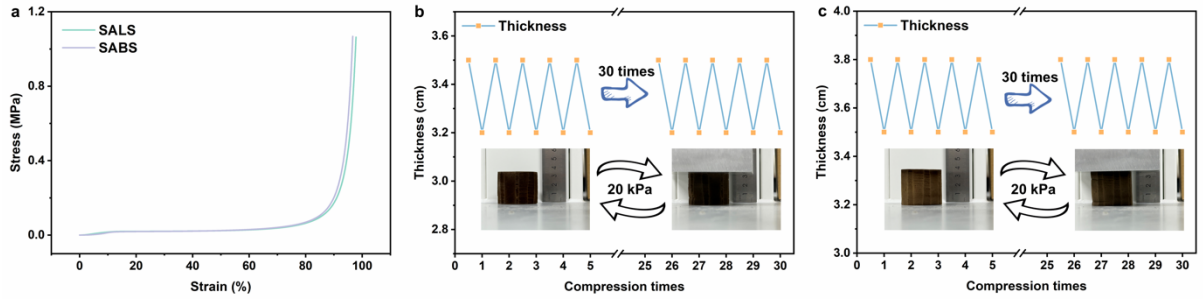 a
SALS
SABS
Stress (MPa)
1.2
0.8
0.4
0.0
0 20 40 60 80 100
Strain (%)
b
Thickness
Thickness (cm)
3.6
3.4
3.2
3.0
2.8
30 times
20 kPa
0 1 2 3 4 5 25 26 27 28 29 30
Compression times
c
Thickness
Thickness (cm)
4.0
3.8
3.6
3.4
3.2
3.0
30 times
20 kPa
0 1 2 3 4 5 25 26 27 28 29 30
Compression times